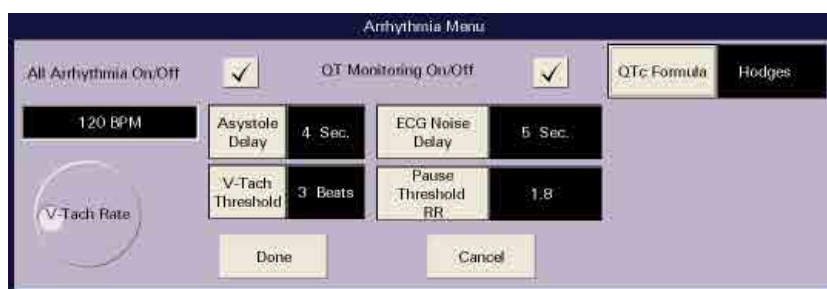 Arrhythmia Menu
All Arrhythmia On/Off
QT Monitoring On/Off
QTc Formula
Hodges
120 BPM
Asystole
Delay
4 Sec.
ECG Noise
Delay
5 Sec.
V-Tach Rate
V-Tach
Threshold
3 Beats
Pause
Threshold
RR
1.8
Done
Cancel